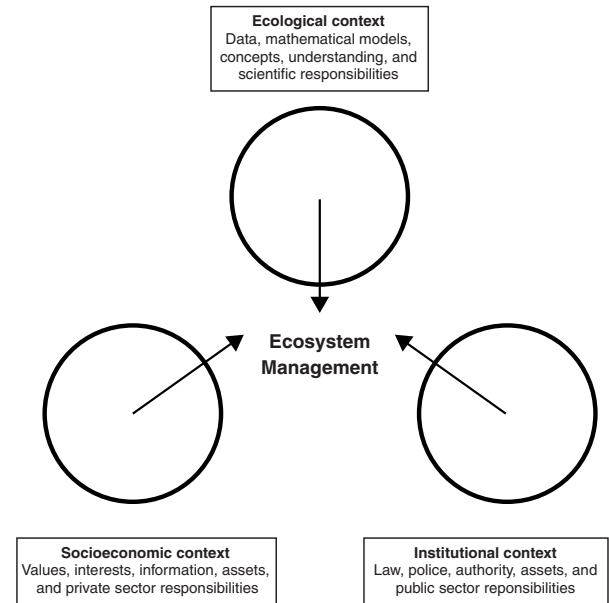 Ecological context
Data, mathematical models,
concepts, understanding, and
scientific responsibilities
Ecosystem
Management
Socioeconomic context
Values, interests, information, assets,
and private sector responsibilities
Institutional context
Law, police, authority, assets, and
public sector reponsibilities